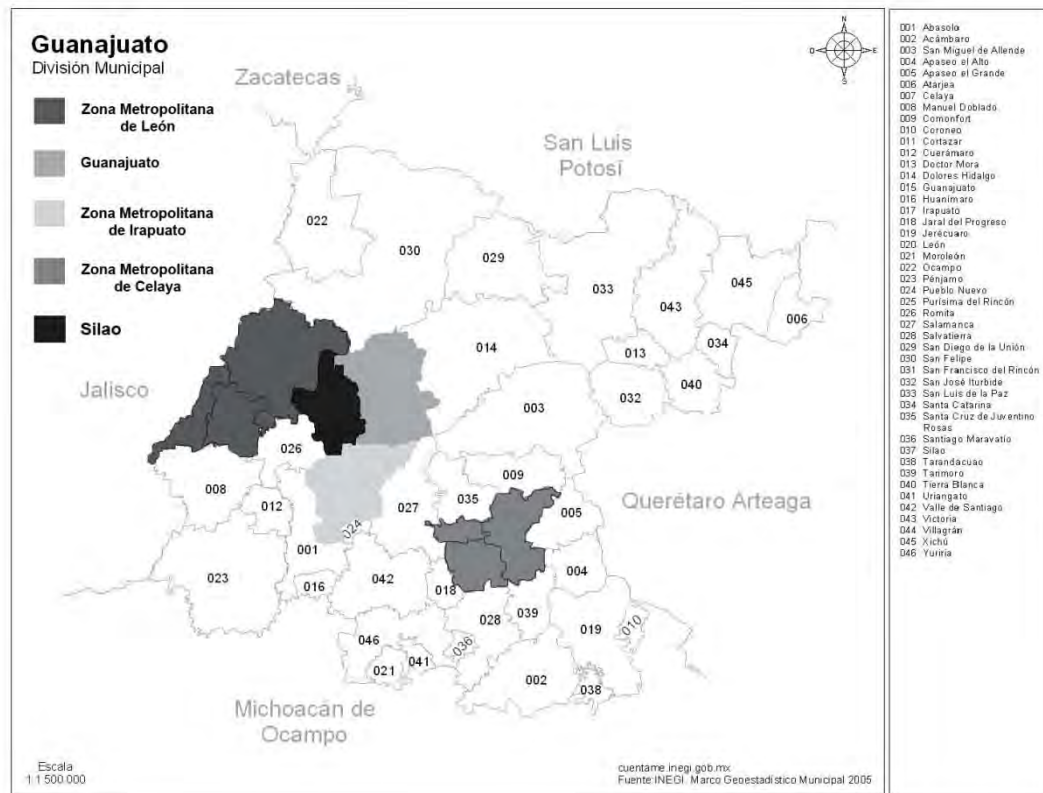 Guanajuato
División Municipal
Zona Metropolitana
de León
Guanajuato
Zona Metropolitana
de Irapuato
Zona Metropolitana
de Celaya
Silao
Zacatecas
San Luis
Potosí
Jalisco
Querétaro Arteaga
Michoacán de
Ocampo
N
O
E
S
022
030
029
033
043
045
006
014
013
034
040
032
003
026
008
012
009
035
027
005
024
001
023
016
042
018
004
028
039
019
010
046
041
036
021
002
038
Escala
1:1 500 000
cuentame.inegi.gob.mx
Fuente:INEGI. Marco Geoestadístico Municipal 2005
001 Abasolo
002 Acámbaro
003 San Miguel de Allende
004 Apaseo el Alto
005 Apaseo el Grande
006 Atarjea
007 Celaya
008 Manuel Doblado
009 Comonfort
010 Coroneo
011 Cortazar
012 Cuerámaro
013 Doctor Mora
014 Dolores Hidalgo
015 Guanajuato
016 Huanímaro
017 Irapuato
018 Jaral del Progreso
019 Jerécuaro
020 León
021 Moroleón
022 Ocampo
023 Pénjamo
024 Pueblo Nuevo
025 Purísima del Rincón
026 Romita
027 Salamanca
028 Salvatierra
029 San Diego de la Unión
030 San Felipe
031 San Francisco del Rincón
032 San José Iturbide
033 San Luis de la Paz
034 Santa Catarina
035 Santa Cruz de Juventino
Rosas
036 Santiago Maravatío
037 Silao
038 Tarandacuao
039 Tarimoro
040 Tierra Blanca
041 Uriangato
042 Valle de Santiago
043 Victoria
044 Villagrán
045 Xichú
046 Yuriria